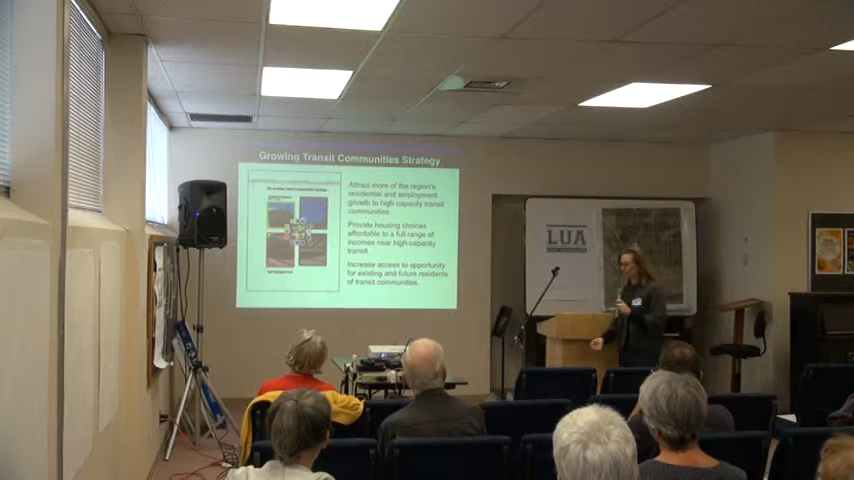 Growing Transit Communities Strategy
Attract more of the region's
residential and employment
growth to high capacity transit
communities.
Provide housing choices
affordable to a full range of
incomes near high-capacity
transit
Increase access to opportunity
for existing and future residents
of transit communities.
LUA